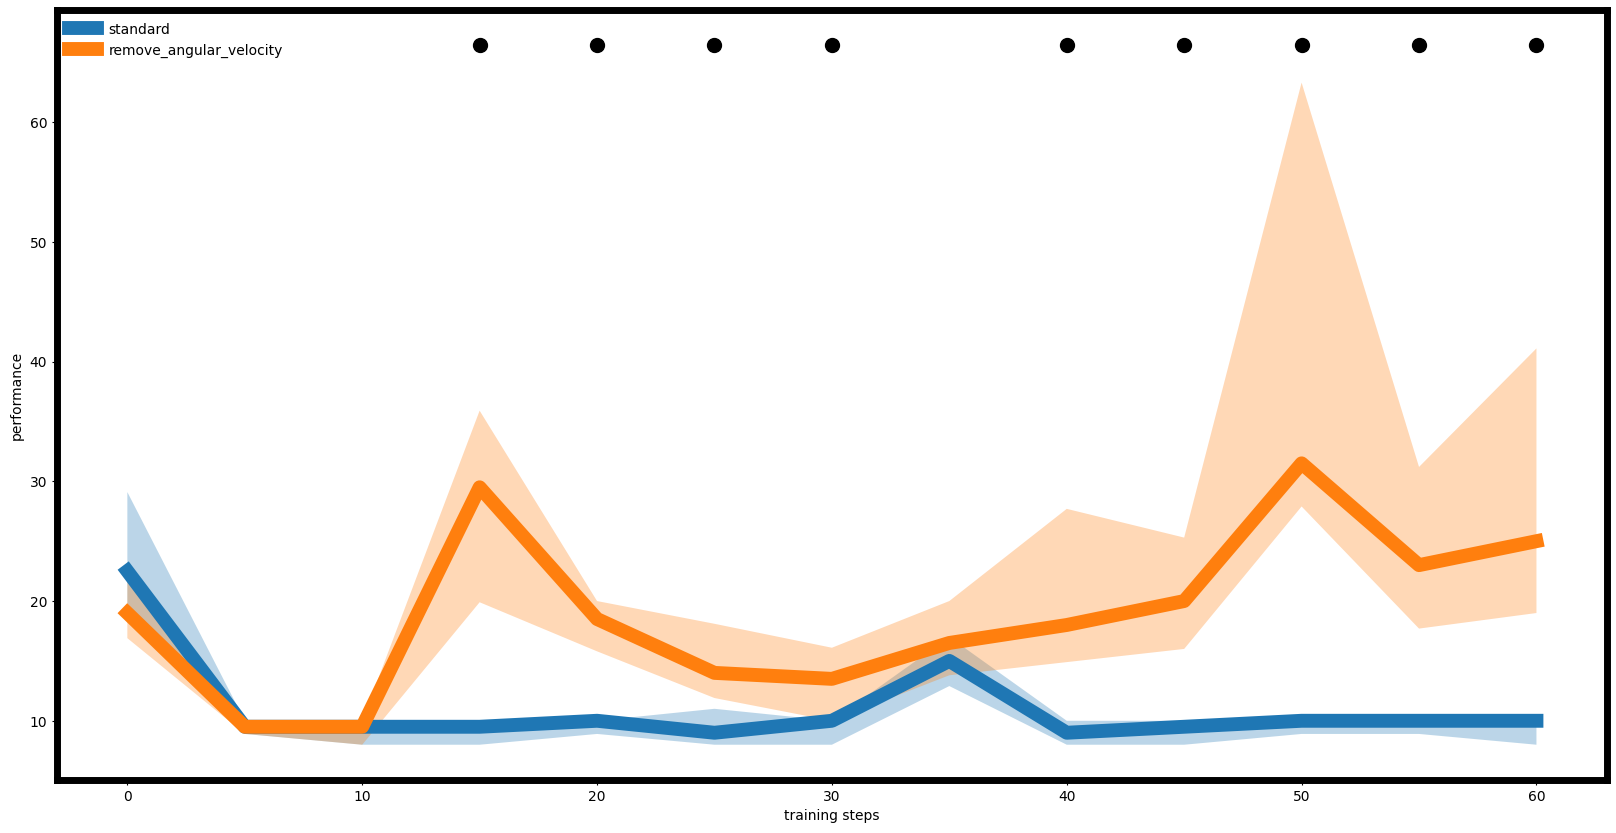 standard
remove_angular_velocity
60
50
40
30
20
10
performance
0 10 20 30 40 50 60
training steps